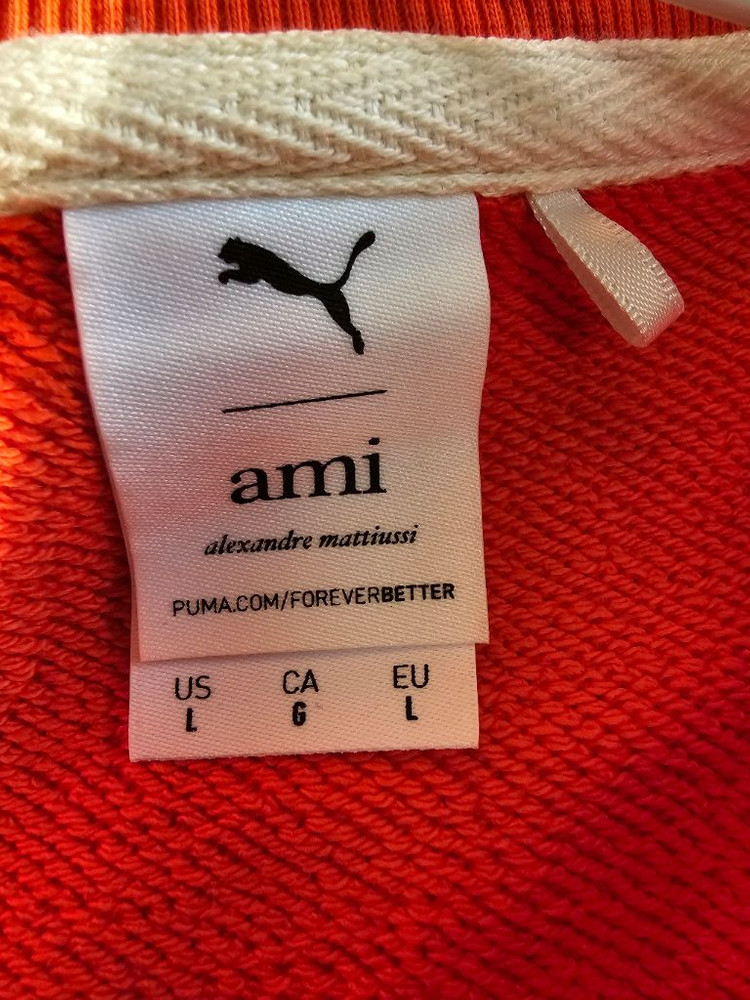 ami
alexandre mattiussi
PUMA.COM/FOREVERBETTER
US CA EU
L G L